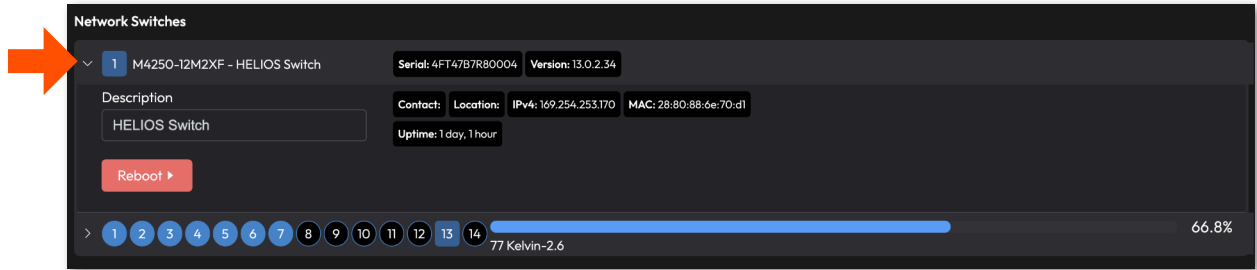 Network Switches
1 M4250-12M2XF - HELIOS Switch Serial: 4FT47B7R80004 Version: 13.0.2.34
Description Contact: Location: IPv4: 169.254.253.170 MAC: 28:80:88:6e:70:d1
HELIOS Switch Uptime: 1 day, 1 hour
Reboot
1 2 3 4 5 6 7 8 9 10 11 12 13 14 66.8%
77 Kelvin-2.6